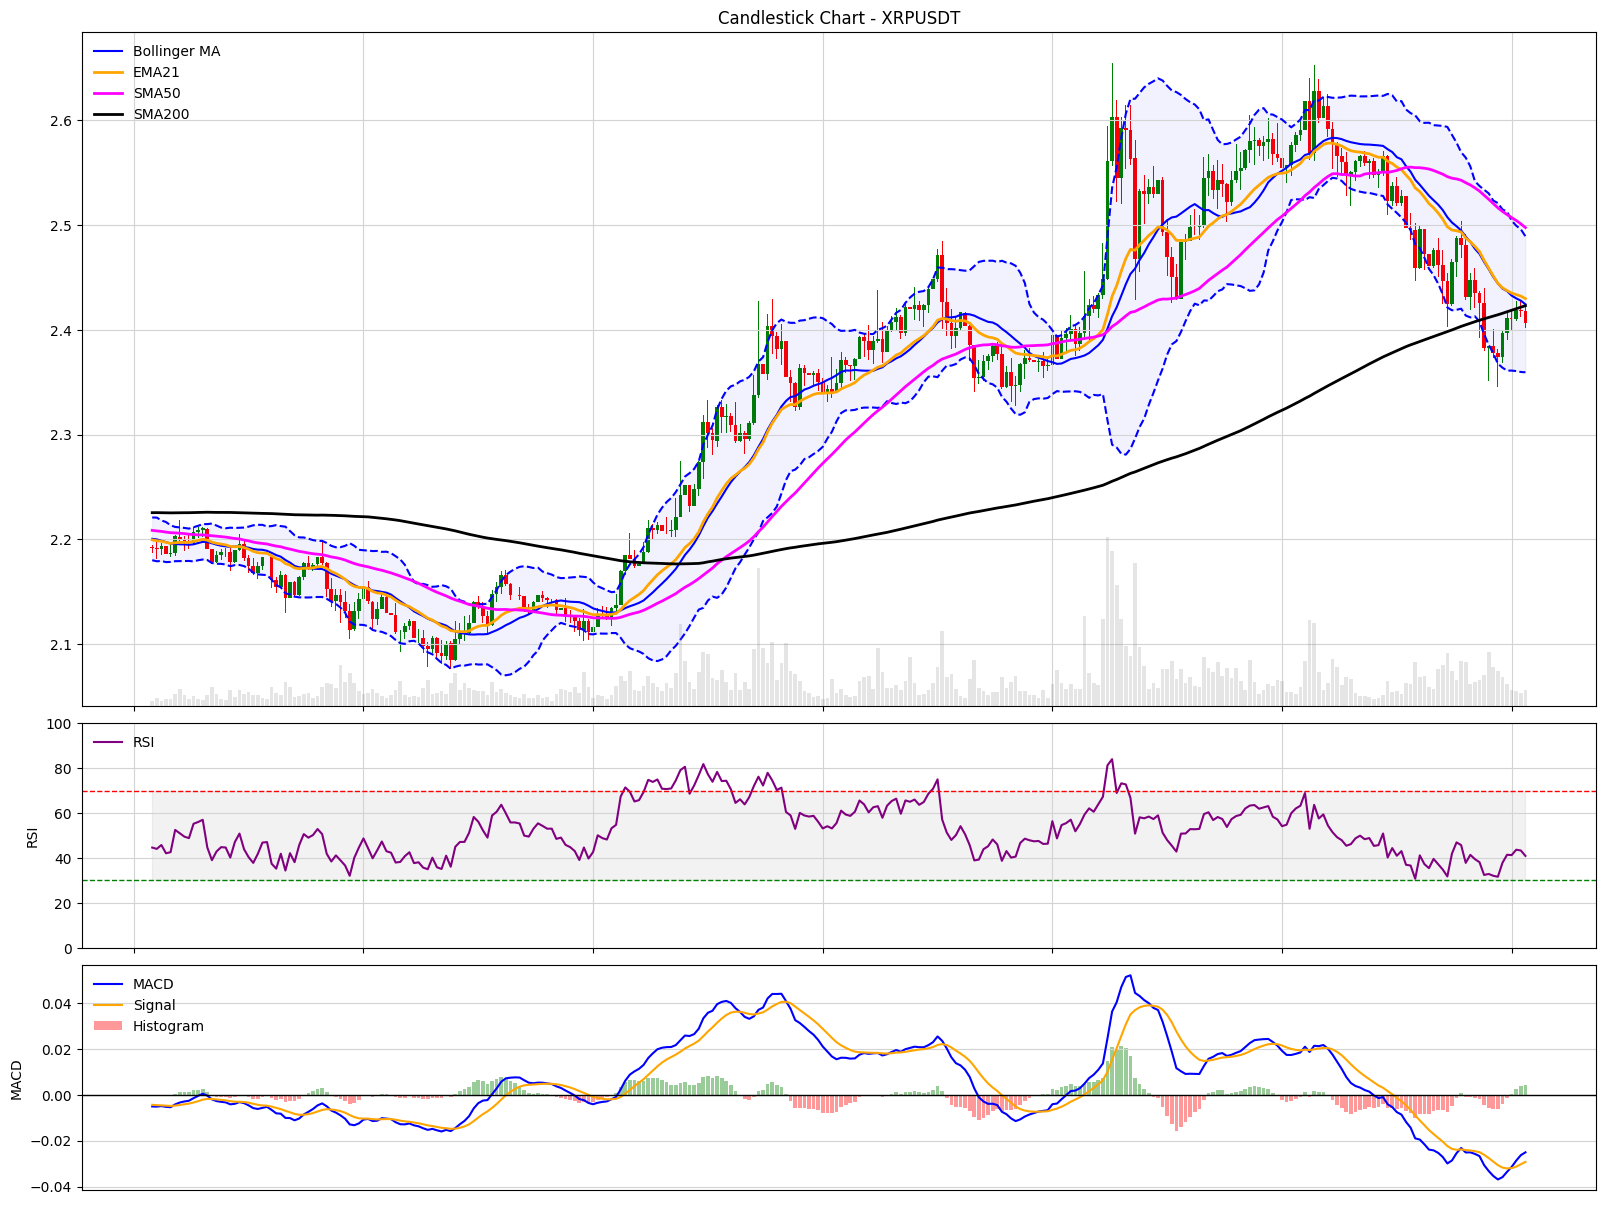 Candlestick Chart - XRPUSDT
Bollinger MA
EMA21
SMA50
SMA200
2.6
2.5
2.4
2.3
2.2
2.1
RSI
100
80
60
40
20
0
RSI
MACD
Signal
Histogram
0.04
0.02
0.00
−0.02
−0.04
MACD